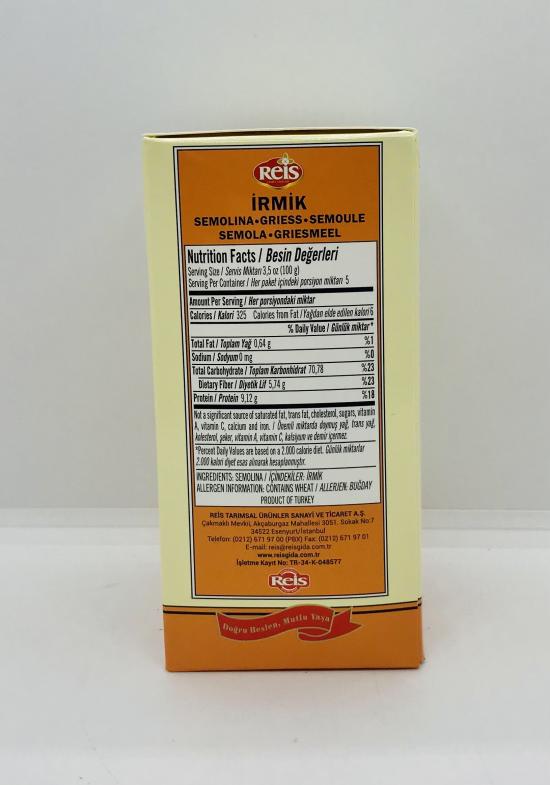 REİS
İRMİK
SEMOLINA•GRIESS•SEMOULE
SEMOLA•GRIESMEEL
Nutrition Facts / Besin Değerleri
Serving Size / Servis Miktarı 3,5 oz (100 g)
Serving Per Container / Her paket içindeki porsiyon miktarı 5
Amount Per Serving / Her porsiyondaki miktar
Calories / Kalori 325 Calories from Fat / Yağdan elde edilen kalori 6
% Daily Value / Günlük miktar*
Total Fat / Toplam Yağ 0,64 g %1
Sodium / Sodyum 0 mg %0
Total Carbohydrate / Toplam Karbonhidrat 70,78 %23
Dietary Fiber / Diyetik Lif 5,74 g %23
Protein / Protein 9,12 g %18
Not a significant source of saturated fat, trans fat, cholesterol, sugars, vitamin
A, vitamin C, calcium and iron. / Önemli miktarda doymuş yağ, trans yağ,
kolesterol, şeker, vitamin A, vitamin C, kalsiyum ve demir içermez.
*Percent Daily Values are based on a 2.000 calorie diet. Günlük miktarlar
2.000 kalori diyet esas alınarak hesaplanmıştır.
INGREDIENTS: SEMOLINA / İÇİNDEKİLER: İRMİK
ALLERGEN INFORMATION: CONTAINS WHEAT / ALLERJEN: BUĞDAY
PRODUCT OF TURKEY
REİS TARIMSAL ÜRÜNLER SANAYİ VE TİCARET A.Ş.
Çakmaklı Mevkii, Akçaburgaz Mahallesi 3051. Sokak No:7
34522 Esenyurt/İstanbul
Telefon: (0212) 671 97 00 (PBX) Fax: (0212) 671 97 01
E-mail: reis@reisgida.com.tr
www.reisgida.com.tr
İşletme Kayıt No: TR-34-K-048577
Reis
Doğru Beslen, Mutlu Yaşa